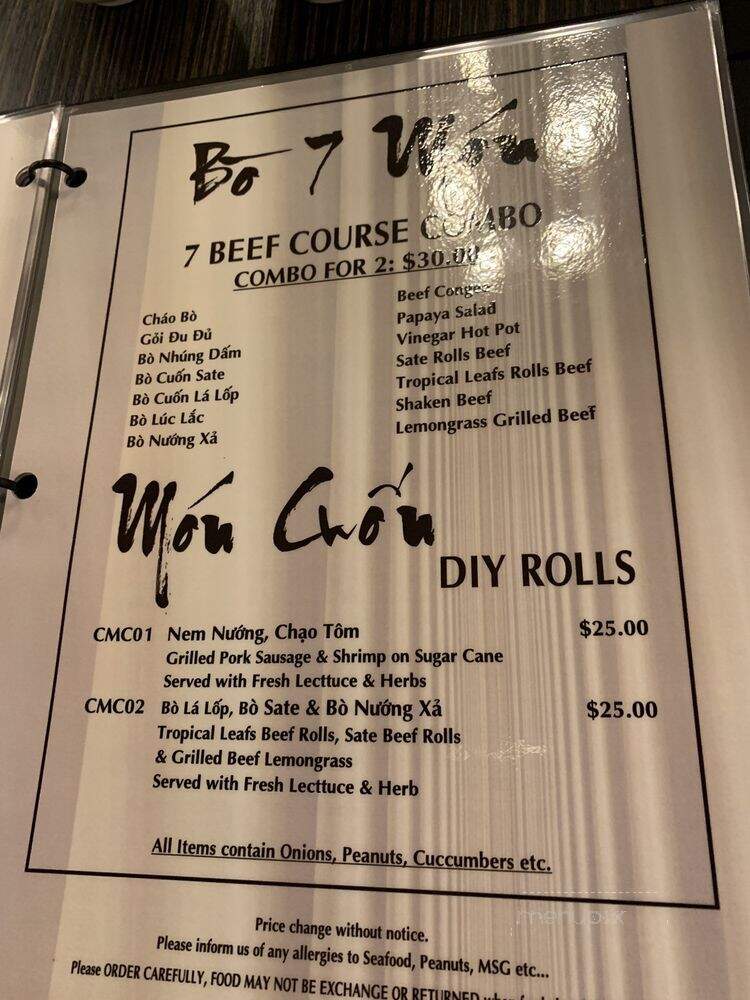 Bò 7 Món
7 BEEF COURSE COMBO
COMBO FOR 2: $30.00
Cháo Bò
Gỏi Đu Đủ
Bò Nhúng Dấm
Bò Cuốn Sate
Bò Cuốn Lá Lốp
Bò Lúc Lắc
Bò Nướng Xả
Beef Congee
Papaya Salad
Vinegar Hot Pot
Sate Rolls Beef
Tropical Leafs Rolls Beef
Shaken Beef
Lemongrass Grilled Beef
Món Chốn
DIY ROLLS
CMC01 Nem Nướng, Chạo Tôm $25.00
Grilled Pork Sausage & Shrimp on Sugar Cane
Served with Fresh Lecttuce & Herbs
CMC02 Bò Lá Lốp, Bò Sate & Bò Nướng Xả $25.00
Tropical Leafs Beef Rolls, Sate Beef Rolls
& Grilled Beef Lemongrass
Served with Fresh Lecttuce & Herb
All Items contain Onions, Peanuts, Cuccumbers etc.
menupix
Price change without notice.
Please inform us of any allergies to Seafood, Peanuts, MSG etc...
Please ORDER CAREFULLY, FOOD MAY NOT BE EXCHANGE OR RETURNED